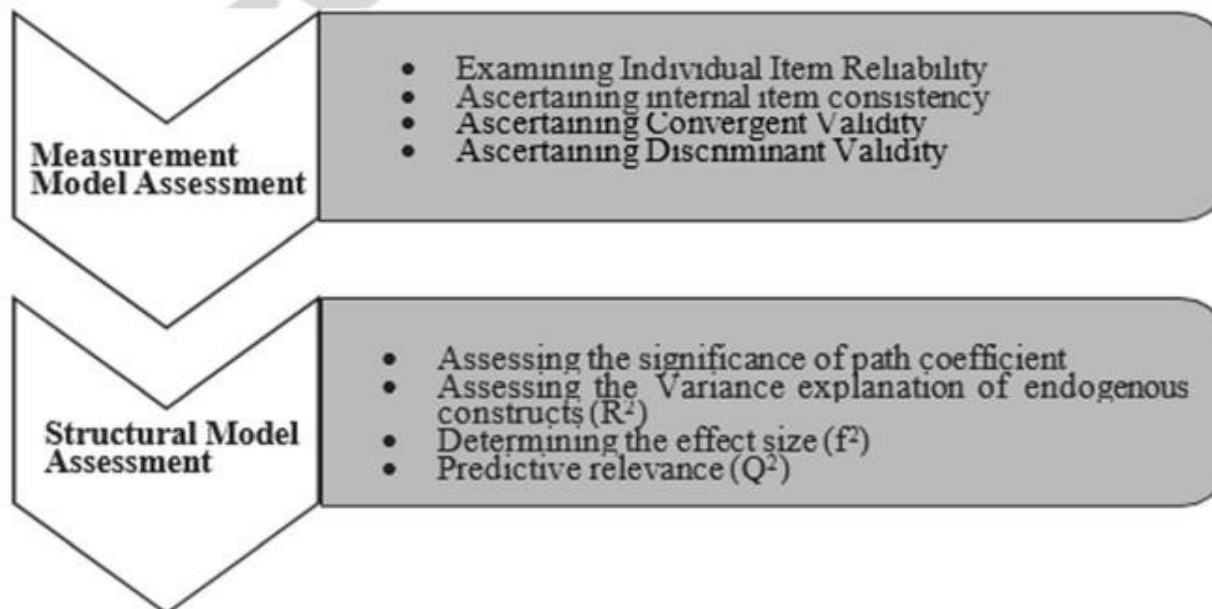 Measurement
Model Assessment
• Examining Individual Item Reliability
• Ascertaining internal item consistency
• Ascertaining Convergent Validity
• Ascertaining Discriminant Validity
Structural Model
Assessment
• Assessing the significance of path coefficient
• Assessing the Variance explanation of endogenous
constructs (R²)
• Determining the effect size (f²)
• Predictive relevance (Q²)